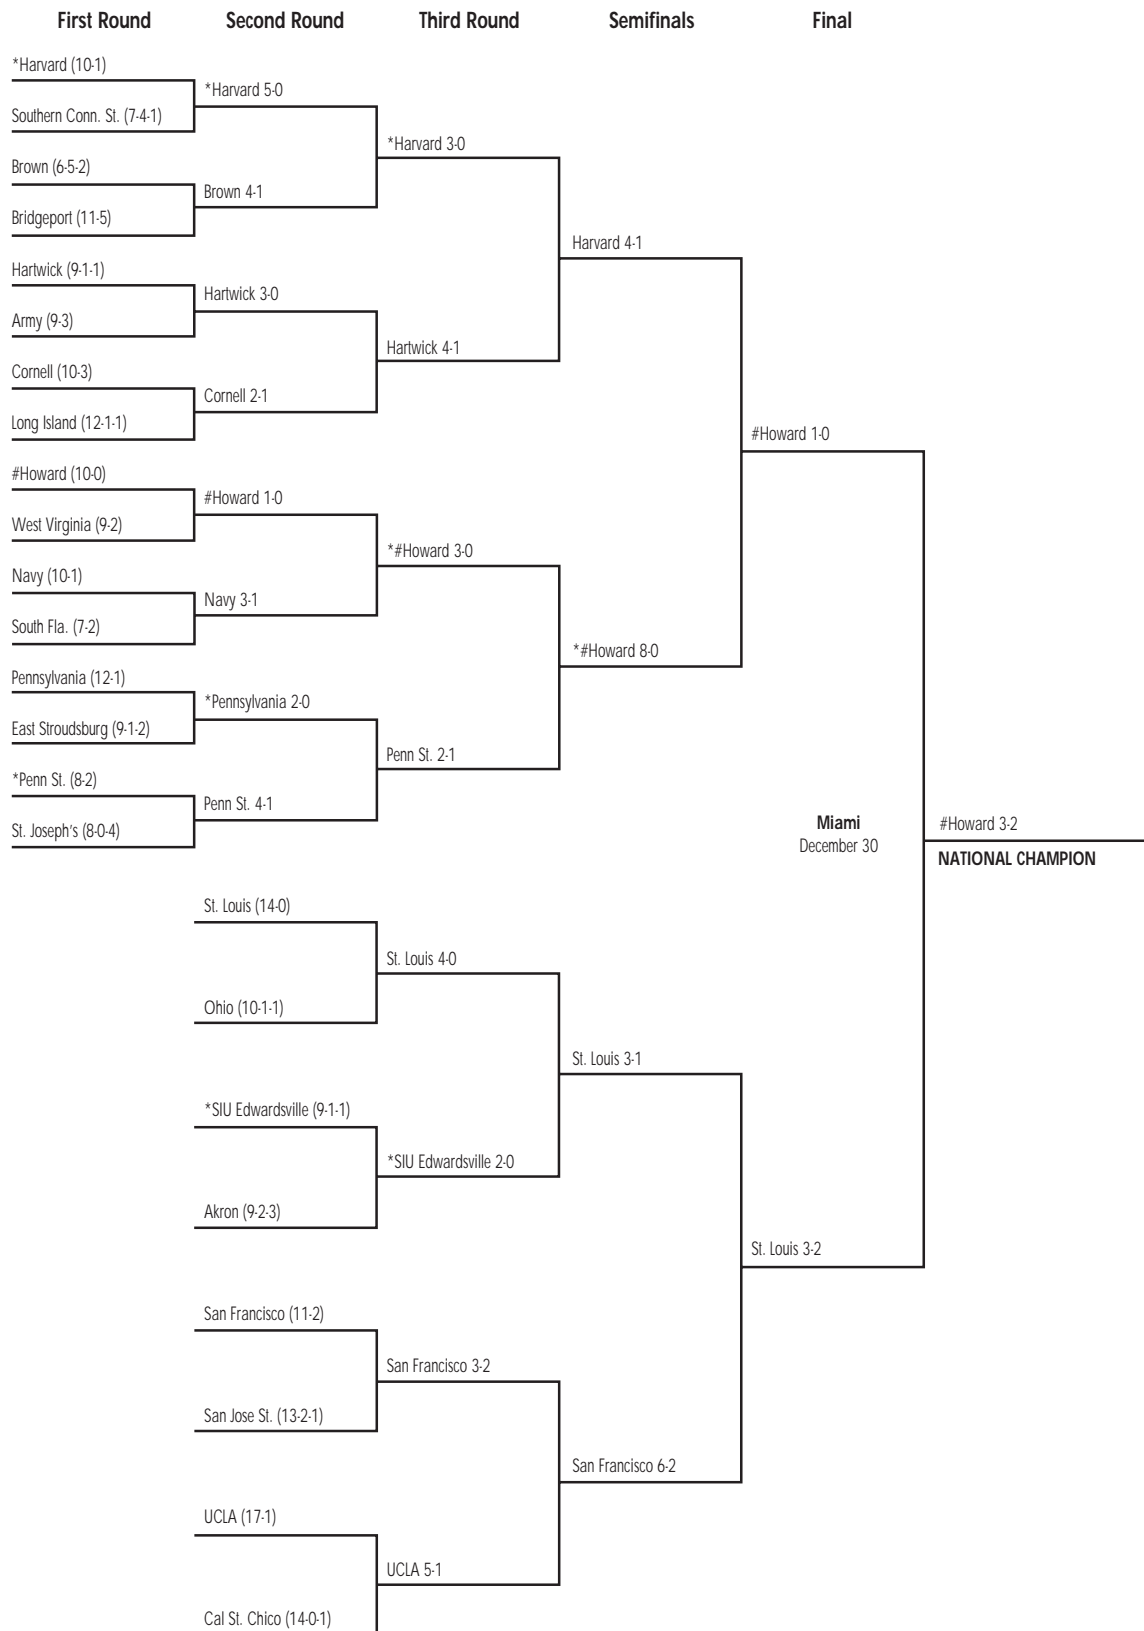 First Round Second Round Third Round Semifinals Final
*Harvard (10-1)
*Harvard 5-0
Southern Conn. St. (7-4-1)
*Harvard 3-0
Brown (6-5-2)
Brown 4-1
Bridgeport (11-5)
Harvard 4-1
Hartwick (9-1-1)
Hartwick 3-0
Army (9-3)
Hartwick 4-1
Cornell (10-3)
Cornell 2-1
Long Island (12-1-1)
#Howard 1-0
#Howard (10-0)
#Howard 1-0
West Virginia (9-2)
*#Howard 3-0
Navy (10-1)
Navy 3-1
South Fla. (7-2)
*#Howard 8-0
Pennsylvania (12-1)
*Pennsylvania 2-0
East Stroudsburg (9-1-2)
Penn St. 2-1
*Penn St. (8-2)
Penn St. 4-1
St. Joseph's (8-0-4)
Miami
December 30
#Howard 3-2
NATIONAL CHAMPION
St. Louis (14-0)
St. Louis 4-0
Ohio (10-1-1)
St. Louis 3-1
*SIU Edwardsville (9-1-1)
*SIU Edwardsville 2-0
Akron (9-2-3)
St. Louis 3-2
San Francisco (11-2)
San Francisco 3-2
San Jose St. (13-2-1)
San Francisco 6-2
UCLA (17-1)
UCLA 5-1
Cal St. Chico (14-0-1)